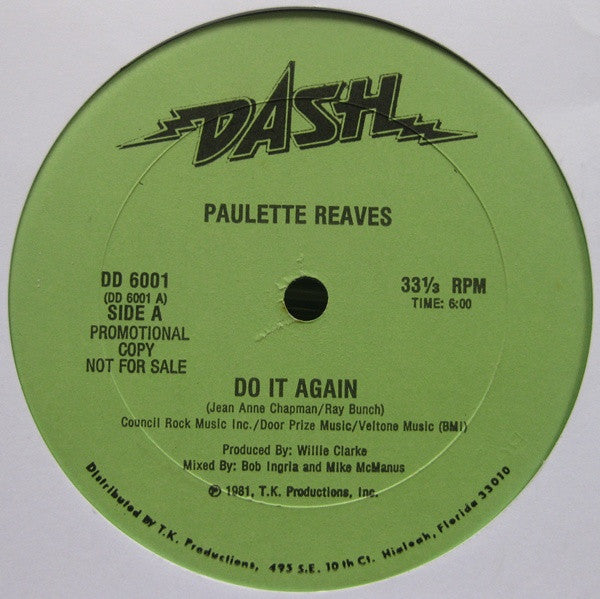 DASH
PAULETTE REAVES
DD 6001
(DD 6001 A)
SIDE A
PROMOTIONAL
COPY
NOT FOR SALE
33⅓ RPM
TIME: 6:00
DO IT AGAIN
(Jean Anne Chapman/Ray Bunch)
Council Rock Music Inc./Door Prize Music/Veltone Music (BMI)
Produced By: Willie Clarke
Mixed By: Bob Ingria and Mike McManus
℗ 1981, T.K. Productions, Inc.
Distributed BY T.K. Productions, 495 S.E. 10th Ct. Hialeah, Florida 33010